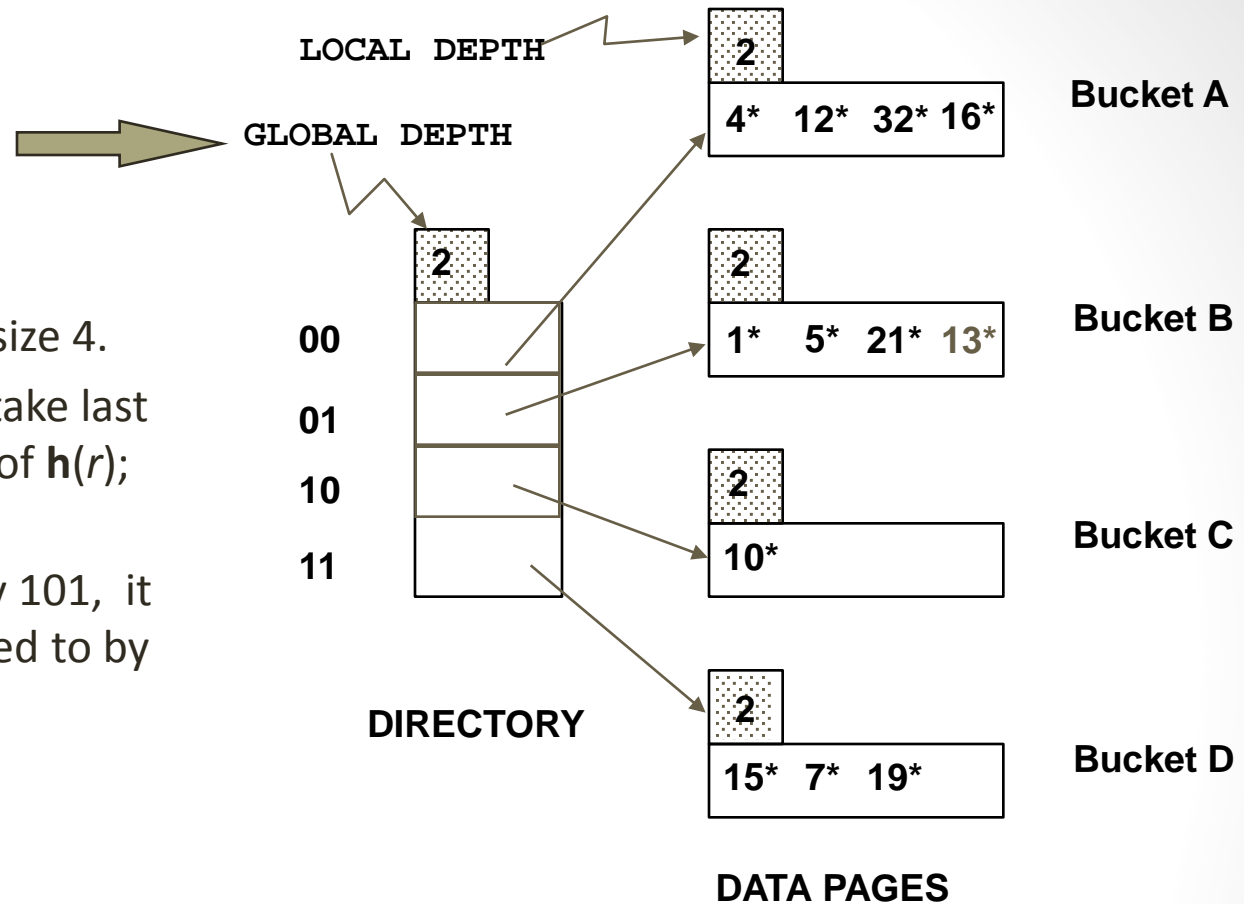 LOCAL DEPTH
GLOBAL DEPTH
size 4.
take last
of h(r);
y 101, it
ed to by
2
00
01
10
11
DIRECTORY
2
4* 12* 32* 16*
Bucket A
2
1* 5* 21* 13*
Bucket B
2
10*
Bucket C
2
15* 7* 19*
Bucket D
DATA PAGES